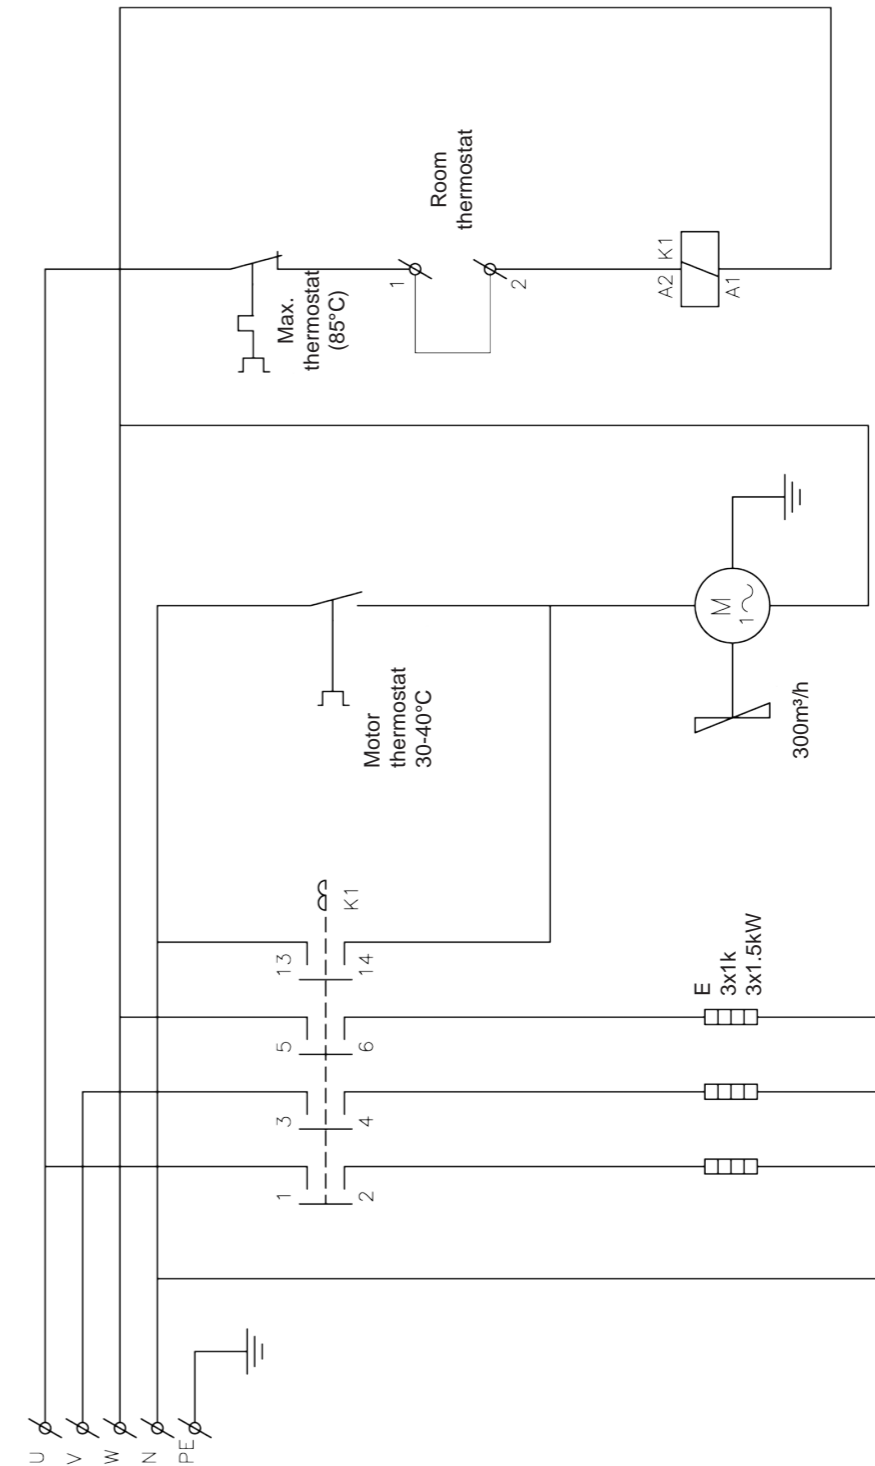 U
V
W
N
PE
1
2
3
4
5
6
13
14
K1
E
3x1k
3x1.5kW
Motor
thermostat
30-40°C
M
1~
300m³/h
Max.
thermostat
(85°C)
1
2
Room
thermostat
A2
K1
A1